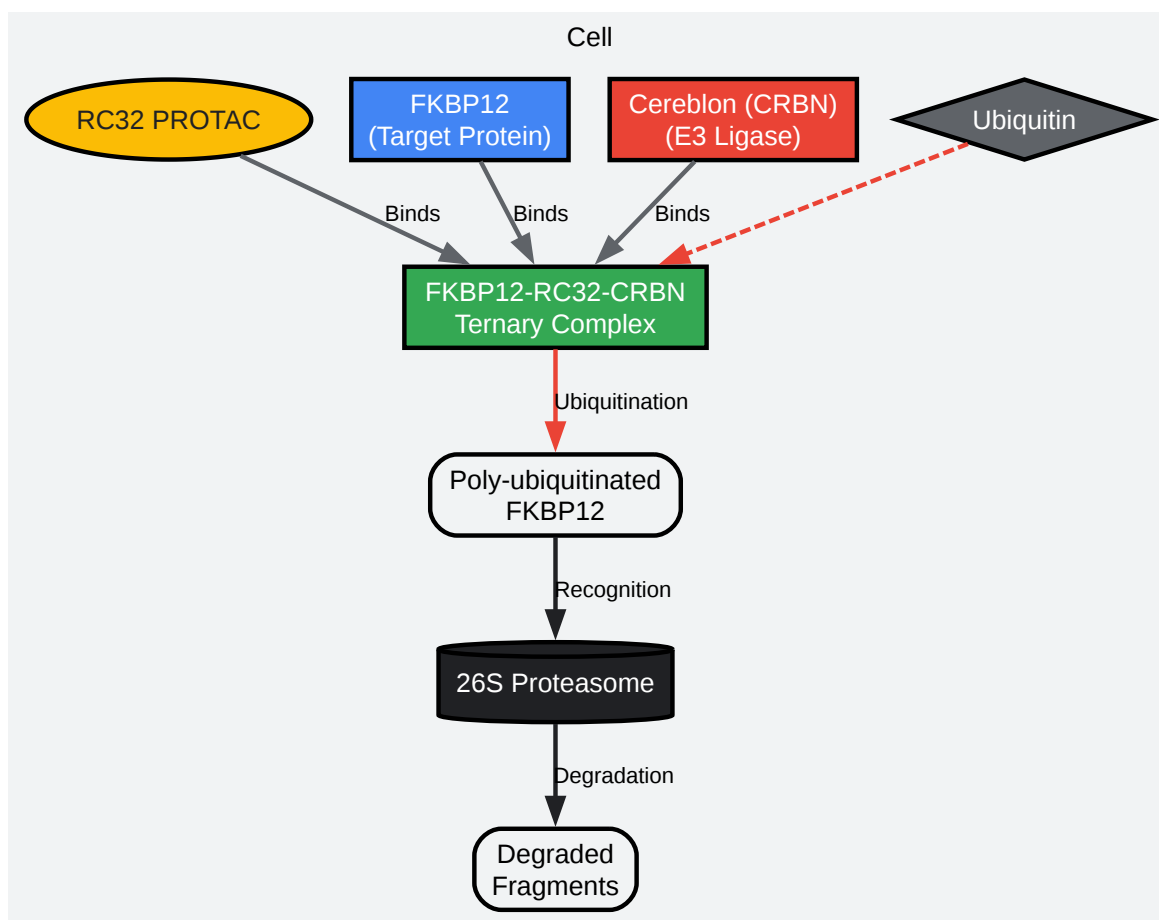 Cell
RC32 PROTAC
FKBP12
(Target Protein)
Cereblon (CRBN)
(E3 Ligase)
Ubiquitin
Binds
Binds
Binds
FKBP12-RC32-CRBN
Ternary Complex
Ubiquitination
Poly-ubiquitinated
FKBP12
Recognition
26S Proteasome
Degradation
Degraded
Fragments